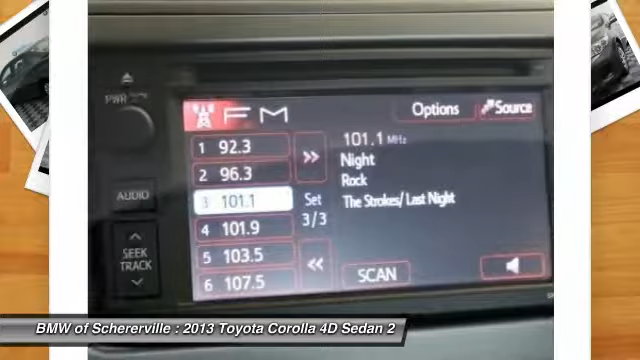 PWR
FM
Options
Source
1 92.3
2 96.3
3 101.1
4 101.9
5 103.5
6 107.5
Set
3/3
101.1 MHz
Night
Rock
The Strokes/ Last Night
SCAN
AUDIO
SEEK
TRACK
BMW of Schererville : 2013 Toyota Corolla 4D Sedan 2